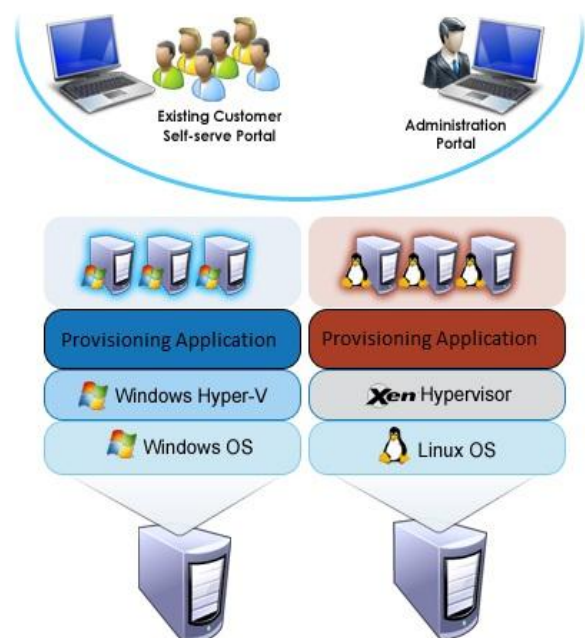 Existing Customer
Self-serve Portal
Administration
Portal
Provisioning Application
Provisioning Application
Windows Hyper-V
Xen Hypervisor
Windows OS
Linux OS